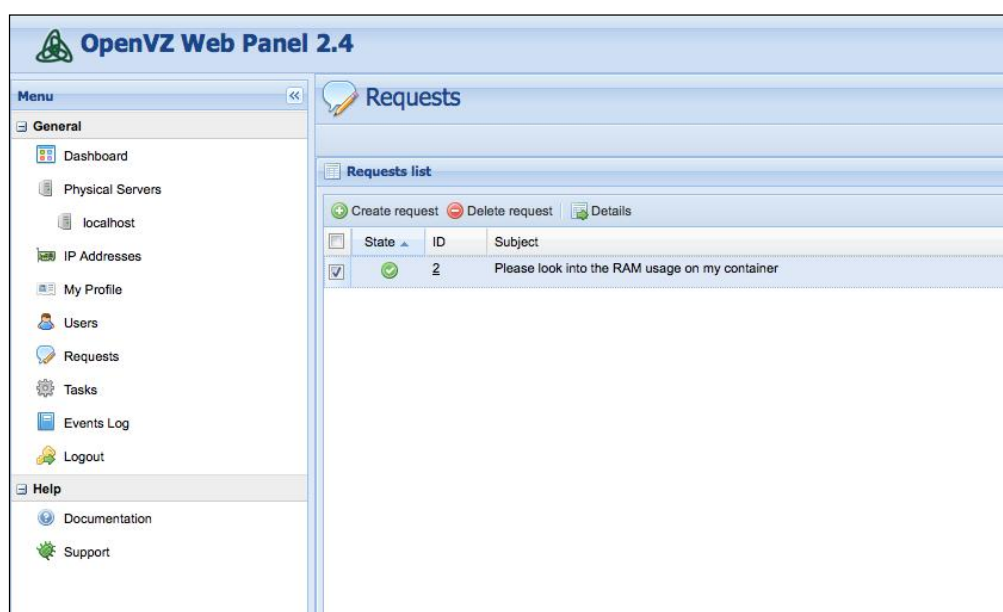 OpenVZ Web Panel 2.4
Menu
General
Dashboard
Physical Servers
localhost
IP Addresses
My Profile
Users
Requests
Tasks
Events Log
Logout
Help
Documentation
Support
Requests
Requests list
Create request Delete request Details
State ID Subject
2 Please look into the RAM usage on my container